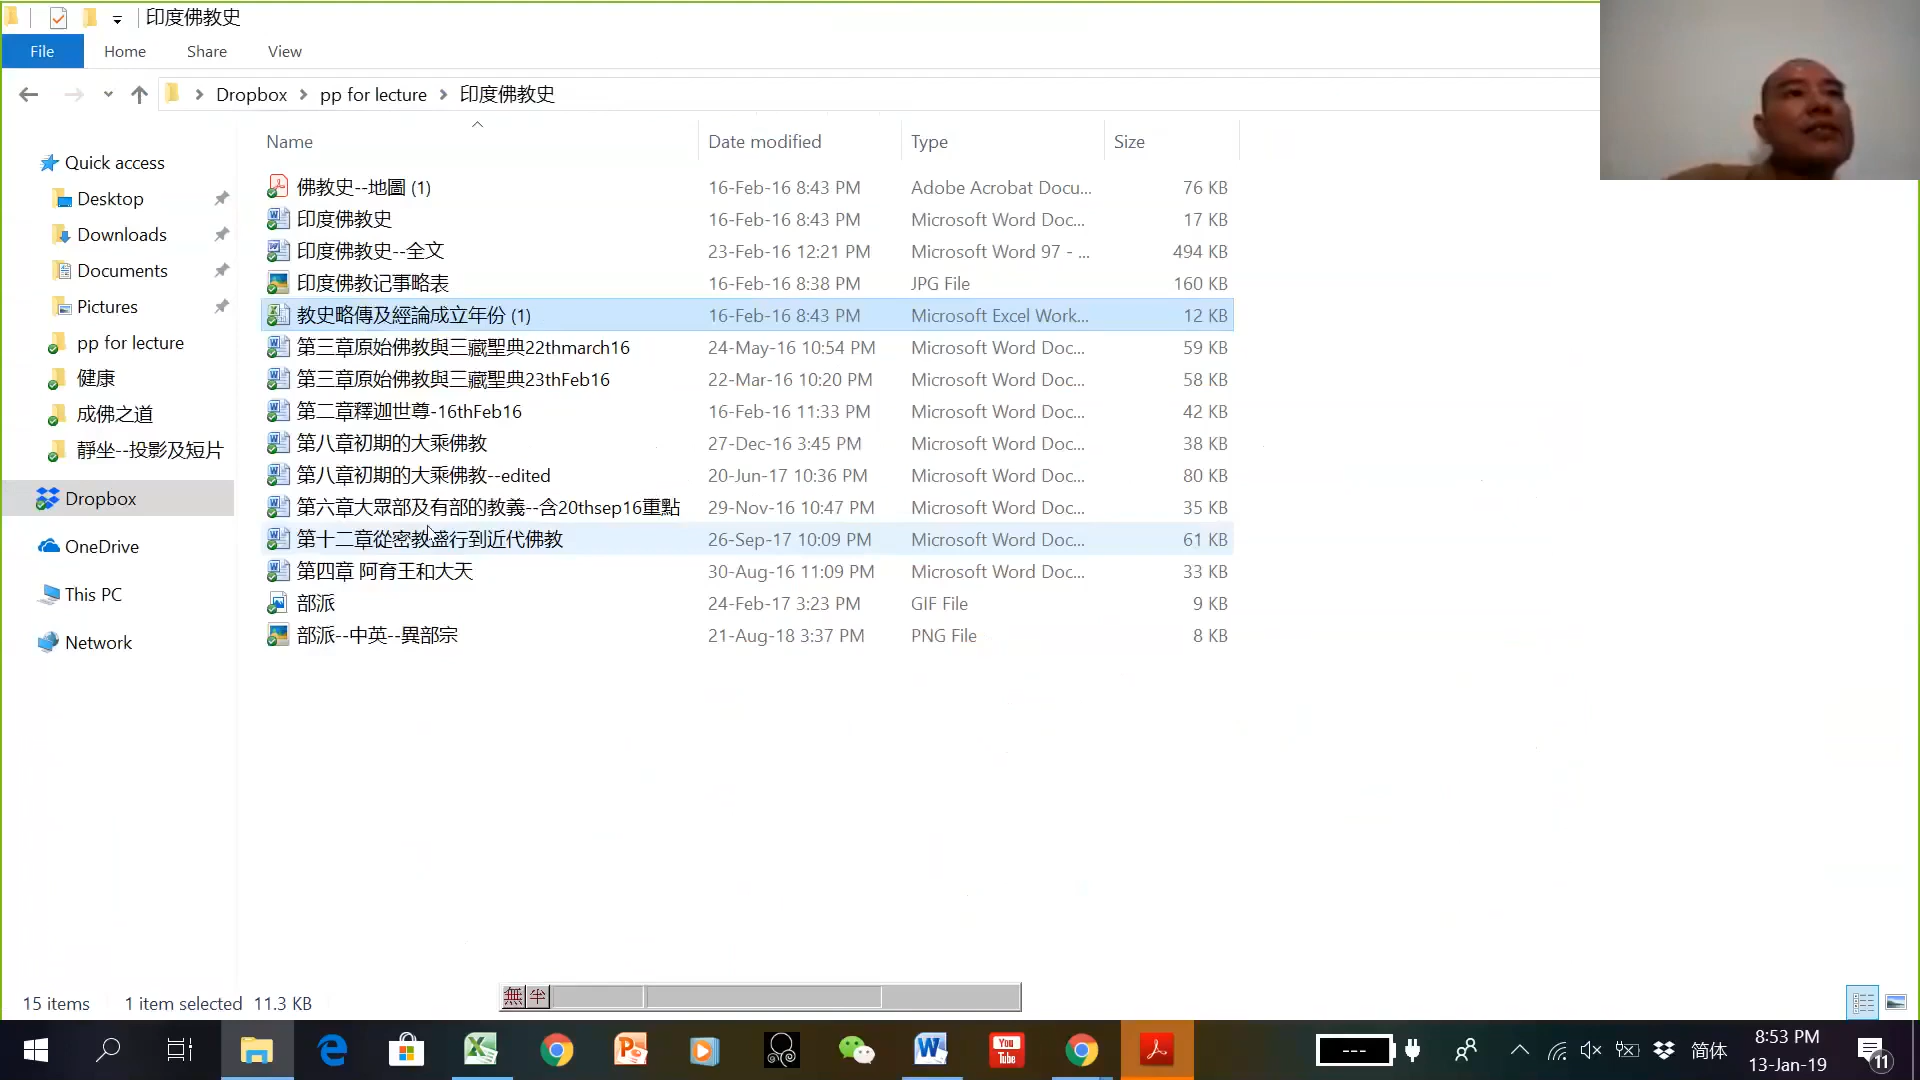 印度佛教史
File Home Share View
Dropbox pp for lecture 印度佛教史
Name Date modified Type Size
Quick access
Desktop
Downloads
Documents
Pictures
pp for lecture
健康
成佛之道
靜坐--投影及短片
Dropbox
OneDrive
This PC
Network
佛教史--地圖 (1) 16-Feb-16 8:43 PM Adobe Acrobat Docu... 76 KB
印度佛教史 16-Feb-16 8:43 PM Microsoft Word Doc... 17 KB
印度佛教史--全文 23-Feb-16 12:21 PM Microsoft Word 97 - ... 494 KB
印度佛教记事略表 16-Feb-16 8:38 PM JPG File 160 KB
教史略傳及經論成立年份 (1) 16-Feb-16 8:43 PM Microsoft Excel Work... 12 KB
第三章原始佛教與三藏聖典22thmarch16 24-May-16 10:54 PM Microsoft Word Doc... 59 KB
第三章原始佛教與三藏聖典23thFeb16 22-Mar-16 10:20 PM Microsoft Word Doc... 58 KB
第二章釋迦世尊-16thFeb16 16-Feb-16 11:33 PM Microsoft Word Doc... 42 KB
第八章初期的大乘佛教 27-Dec-16 3:45 PM Microsoft Word Doc... 38 KB
第八章初期的大乘佛教--edited 20-Jun-17 10:36 PM Microsoft Word Doc... 80 KB
第六章大眾部及有部的教義--含20thsep16重點 29-Nov-16 10:47 PM Microsoft Word Doc... 35 KB
第十二章從密教盛行到近代佛教 26-Sep-17 10:09 PM Microsoft Word Doc... 61 KB
第四章 阿育王和大天 30-Aug-16 11:09 PM Microsoft Word Doc... 33 KB
部派 24-Feb-17 3:23 PM GIF File 9 KB
部派--中英--異部宗 21-Aug-18 3:37 PM PNG File 8 KB
15 items 1 item selected 11.3 KB
無 半
You Tube
---
简体
8:53 PM
13-Jan-19
11